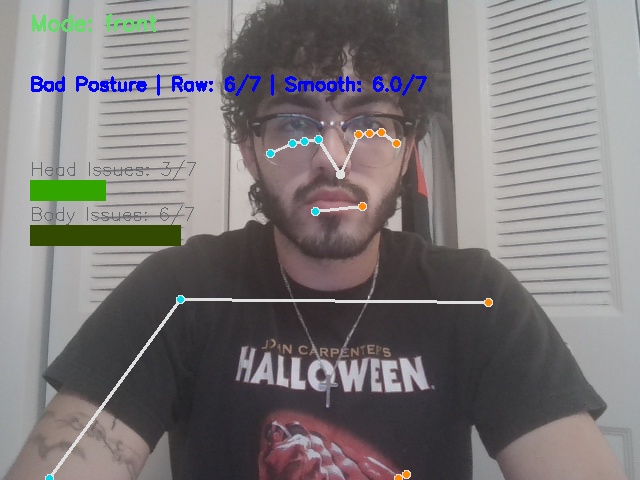 Mode: front
Bad Posture | Raw: 6/7 | Smooth: 6.0/7
Head Issues: 3/7
Body Issues: 6/7
JOHN CARPENTER'S
HALLOWEEN.